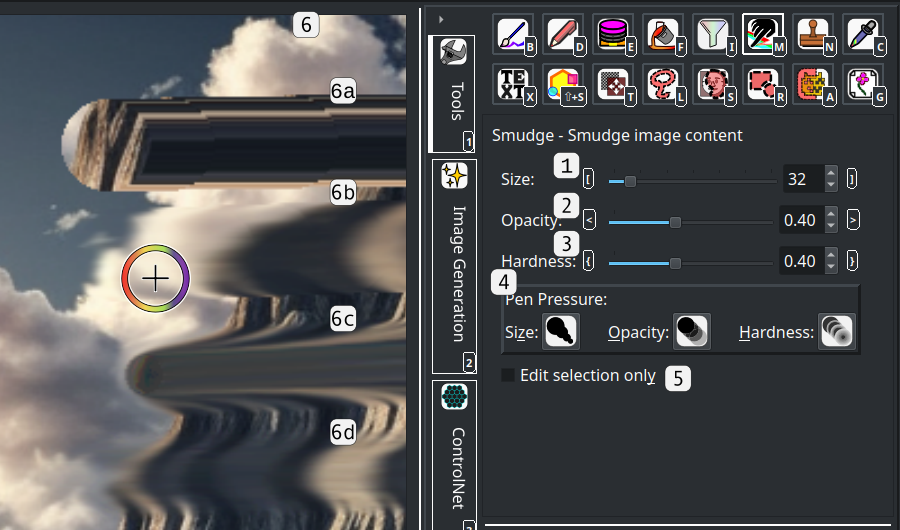 6
6a
6b
6c
6d
Tools
1
Image Generation
2
ControlNet
B
D
E
F
I
M
N
C
TEXT
X
⇧+S
T
L
S
R
A
G
Smudge - Smudge image content
1
Size:
[
32
]
2
Opacity:
<
0.40
>
3
Hardness:
{
0.40
}
4
Pen Pressure:
Size:
Opacity:
Hardness:
Edit selection only
5